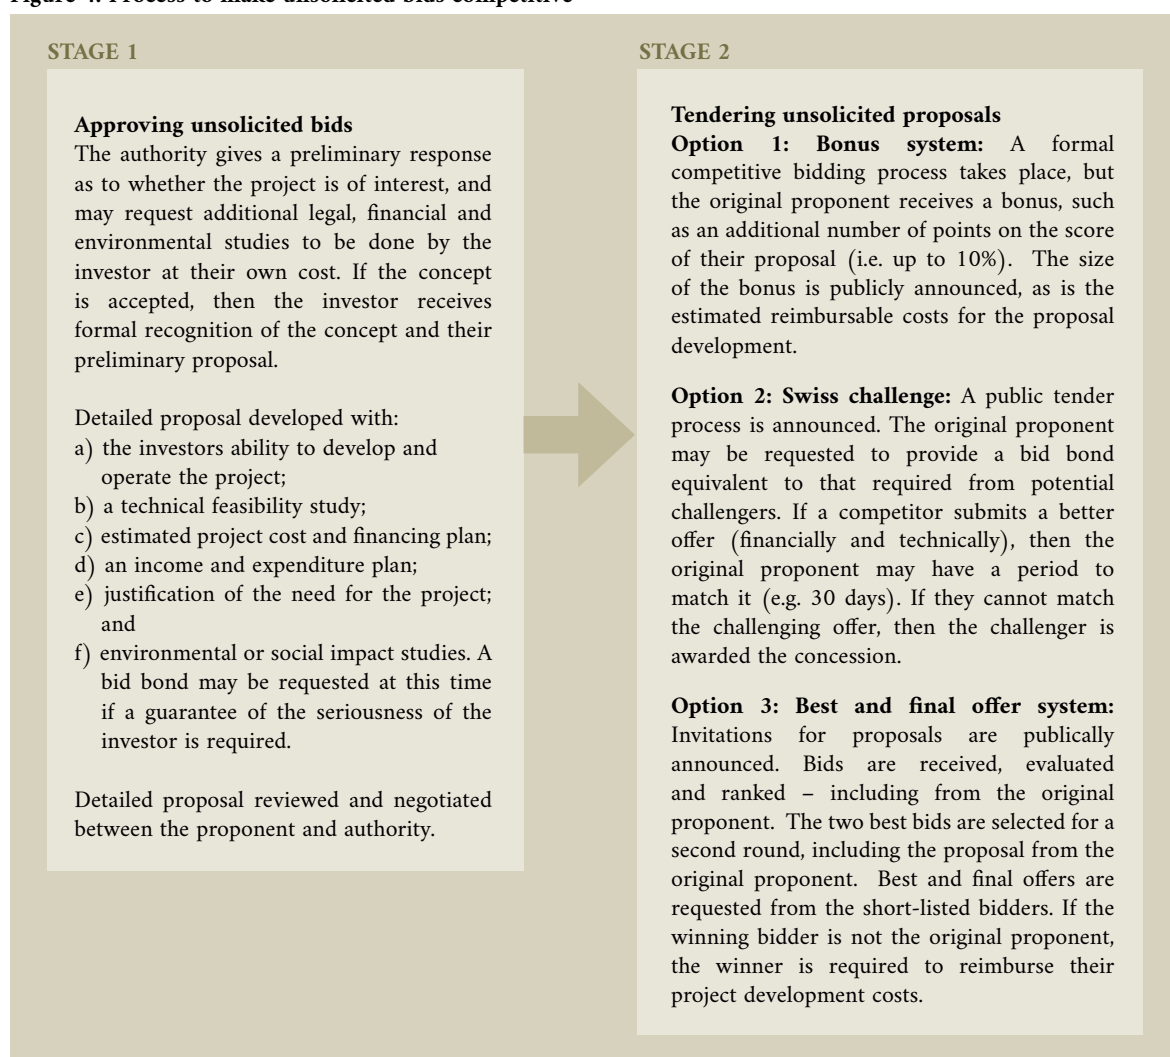 Figure 4: Process to make unsolicited bids competitive
STAGE 1
Approving unsolicited bids
The authority gives a preliminary response
as to whether the project is of interest, and
may request additional legal, financial and
environmental studies to be done by the
investor at their own cost. If the concept
is accepted, then the investor receives
formal recognition of the concept and their
preliminary proposal.
Detailed proposal developed with:
a) the investors ability to develop and
operate the project;
b) a technical feasibility study;
c) estimated project cost and financing plan;
d) an income and expenditure plan;
e) justification of the need for the project;
and
f) environmental or social impact studies. A
bid bond may be requested at this time
if a guarantee of the seriousness of the
investor is required.
Detailed proposal reviewed and negotiated
between the proponent and authority.
STAGE 2
Tendering unsolicited proposals
Option 1: Bonus system: A formal
competitive bidding process takes place, but
the original proponent receives a bonus, such
as an additional number of points on the score
of their proposal (i.e. up to 10%). The size
of the bonus is publicly announced, as is the
estimated reimbursable costs for the proposal
development.
Option 2: Swiss challenge: A public tender
process is announced. The original proponent
may be requested to provide a bid bond
equivalent to that required from potential
challengers. If a competitor submits a better
offer (financially and technically), then the
original proponent may have a period to
match it (e.g. 30 days). If they cannot match
the challenging offer, then the challenger is
awarded the concession.
Option 3: Best and final offer system:
Invitations for proposals are publically
announced. Bids are received, evaluated
and ranked – including from the original
proponent. The two best bids are selected for a
second round, including the proposal from the
original proponent. Best and final offers are
requested from the short-listed bidders. If the
winning bidder is not the original proponent,
the winner is required to reimburse their
project development costs.